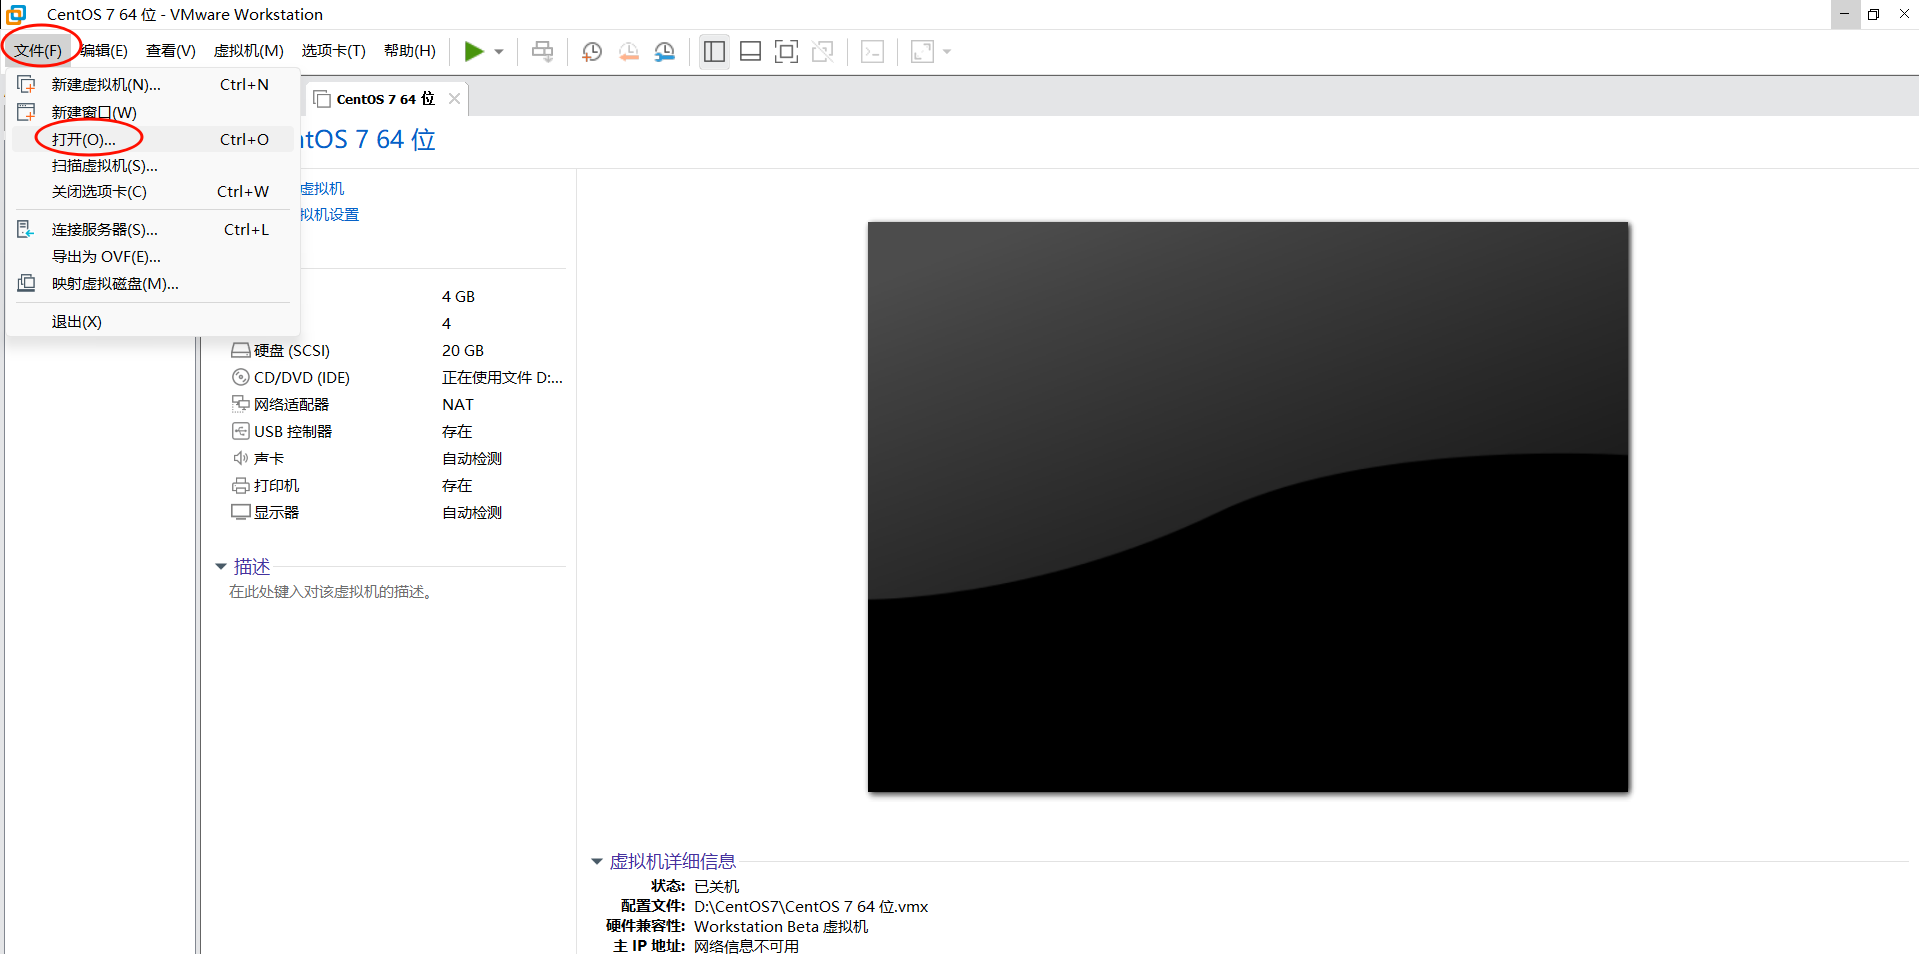 CentOS 7 64 位 - VMware Workstation
文件(F) 编辑(E) 查看(V) 虚拟机(M) 选项卡(T) 帮助(H)
新建虚拟机(N)... Ctrl+N
新建窗口(W)
打开(O)... Ctrl+O
扫描虚拟机(S)...
关闭选项卡(C) Ctrl+W
连接服务器(S)... Ctrl+L
导出为 OVF(E)...
映射虚拟磁盘(M)...
退出(X)
CentOS 7 64 位
ntOS 7 64 位
虚拟机
拟机设置
4 GB
4
硬盘 (SCSI) 20 GB
CD/DVD (IDE) 正在使用文件 D:...
网络适配器 NAT
USB 控制器 存在
声卡 自动检测
打印机 存在
显示器 自动检测
描述
在此处键入对该虚拟机的描述。
虚拟机详细信息
状态: 已关机
配置文件: D:\CentOS7\CentOS 7 64 位.vmx
硬件兼容性: Workstation Beta 虚拟机
主 IP 地址: 网络信息不可用